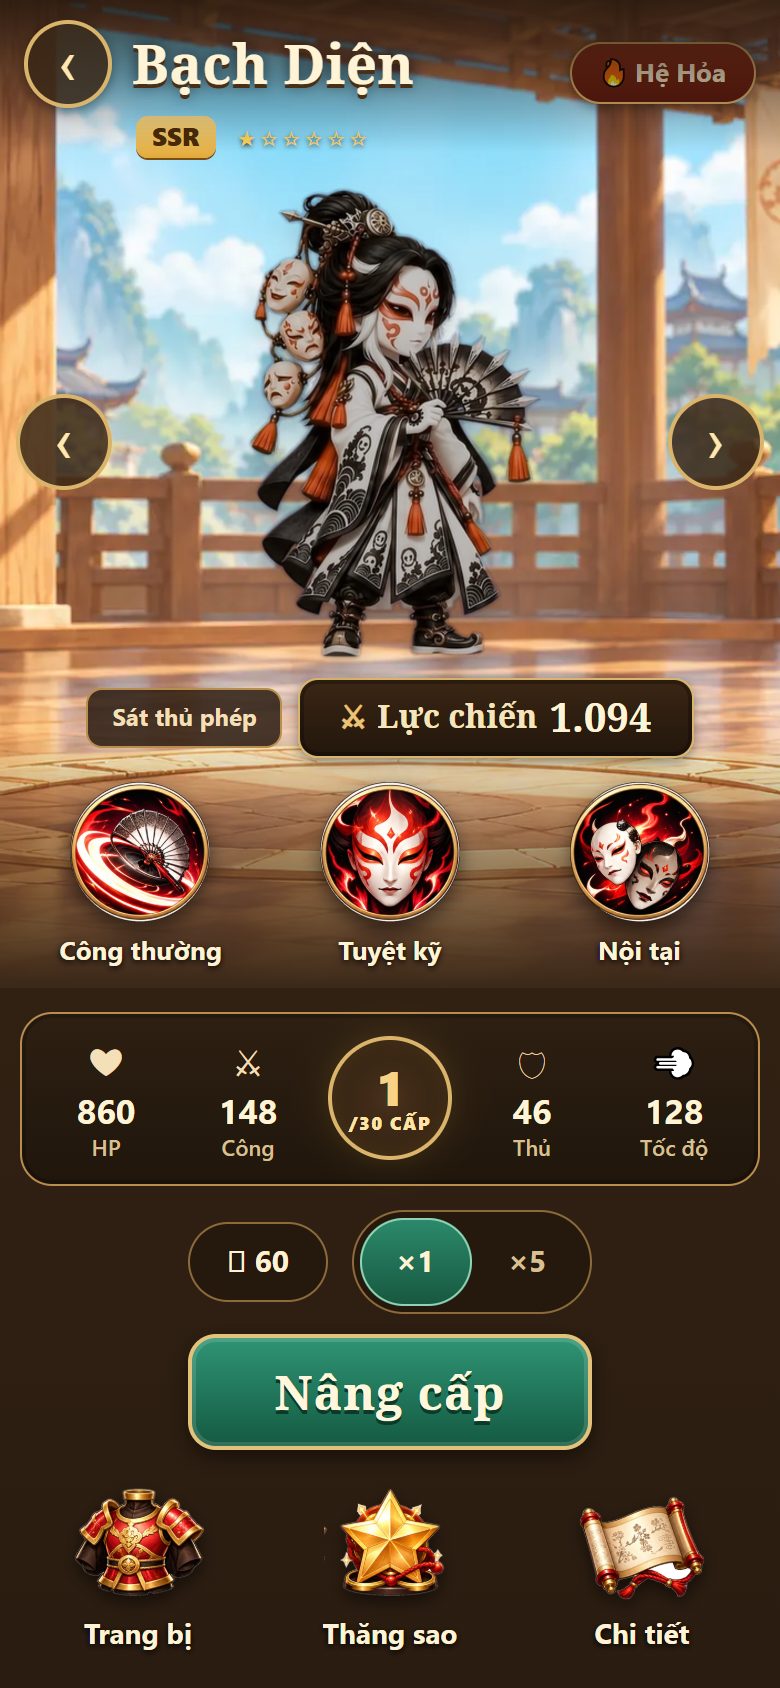 Bạch Diện
Hệ Hỏa
SSR
Sát thủ phép
Lực chiến 1.094
Công thường
Tuyệt kỹ
Nội tại
860
HP
148
Công
1
/30 CẤP
46
Thủ
128
Tốc độ
60
×1
×5
Nâng cấp
Trang bị
Thăng sao
Chi tiết